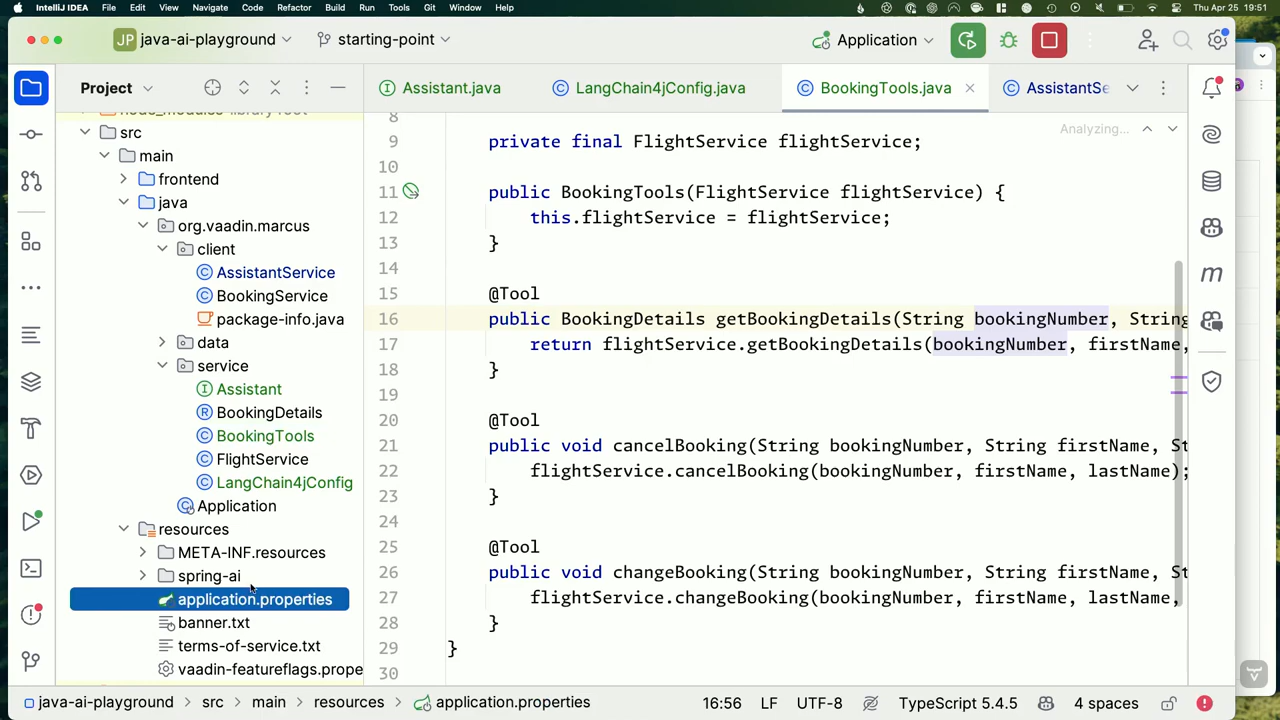 IntelliJ IDEA File Edit View Navigate Code Refactor Build Run Tools Git Window Help Thu Apr 25 19:51
JP java-ai-playground starting-point Application
Project
Assistant.java LangChain4jConfig.java BookingTools.java AssistantSe
src
main
frontend
java
org.vaadin.marcus
client
AssistantService
BookingService
package-info.java
data
service
Assistant
BookingDetails
BookingTools
FlightService
LangChain4jConfig
Application
resources
META-INF.resources
spring-ai
application.properties
banner.txt
terms-of-service.txt
vaadin-featureflags.prope
Analyzing...
8
9 private final FlightService flightService;
10
11 public BookingTools(FlightService flightService) {
12 this.flightService = flightService;
13 }
14
15 @Tool
16 public BookingDetails getBookingDetails(String bookingNumber, String
17 return flightService.getBookingDetails(bookingNumber, firstName,
18 }
19
20 @Tool
21 public void cancelBooking(String bookingNumber, String firstName, St
22 flightService.cancelBooking(bookingNumber, firstName, lastName);
23 }
24
25 @Tool
26 public void changeBooking(String bookingNumber, String firstName, St
27 flightService.changeBooking(bookingNumber, firstName, lastName,
28 }
29 }
30
java-ai-playground src main resources application.properties 16:56 LF UTF-8 TypeScript 5.4.5 4 spaces